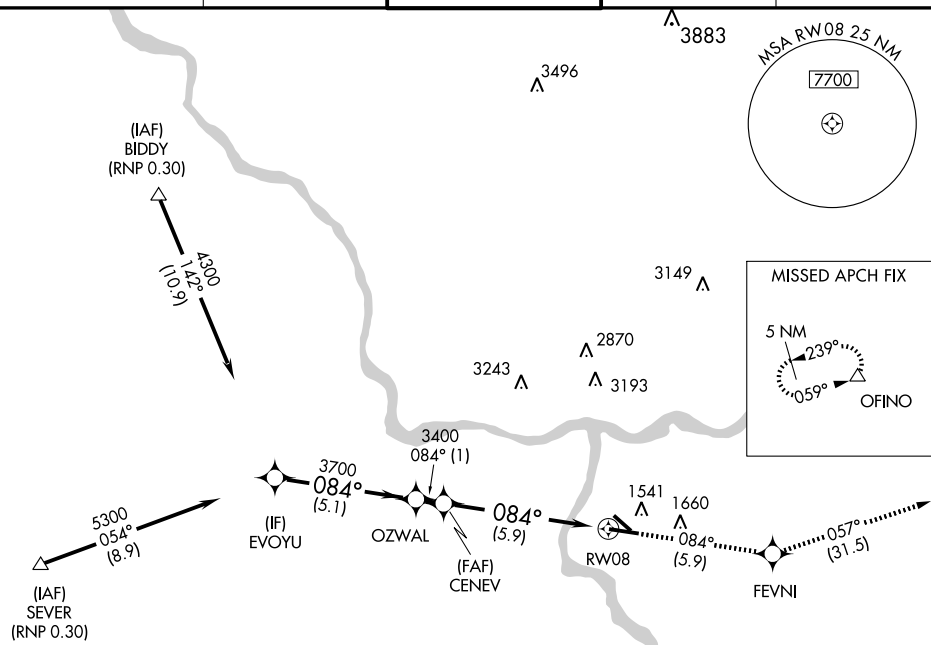 3883
3496
MSA RW08 25 NM
7700
(IAF)
BIDDY
(RNP 0.30)
4300
142°
(10.9)
3149
MISSED APCH FIX
5 NM
239°
059°
OFINO
2870
3243
3193
3400
084° (1)
3700
084°
(5.1)
(IF)
EVOYU
OZWAL
(FAF)
CENEV
084°
(5.9)
1541
1660
RW08
084°
(5.9)
FEVNI
057°
(31.5)
5300
054°
(8.9)
(IAF)
SEVER
(RNP 0.30)